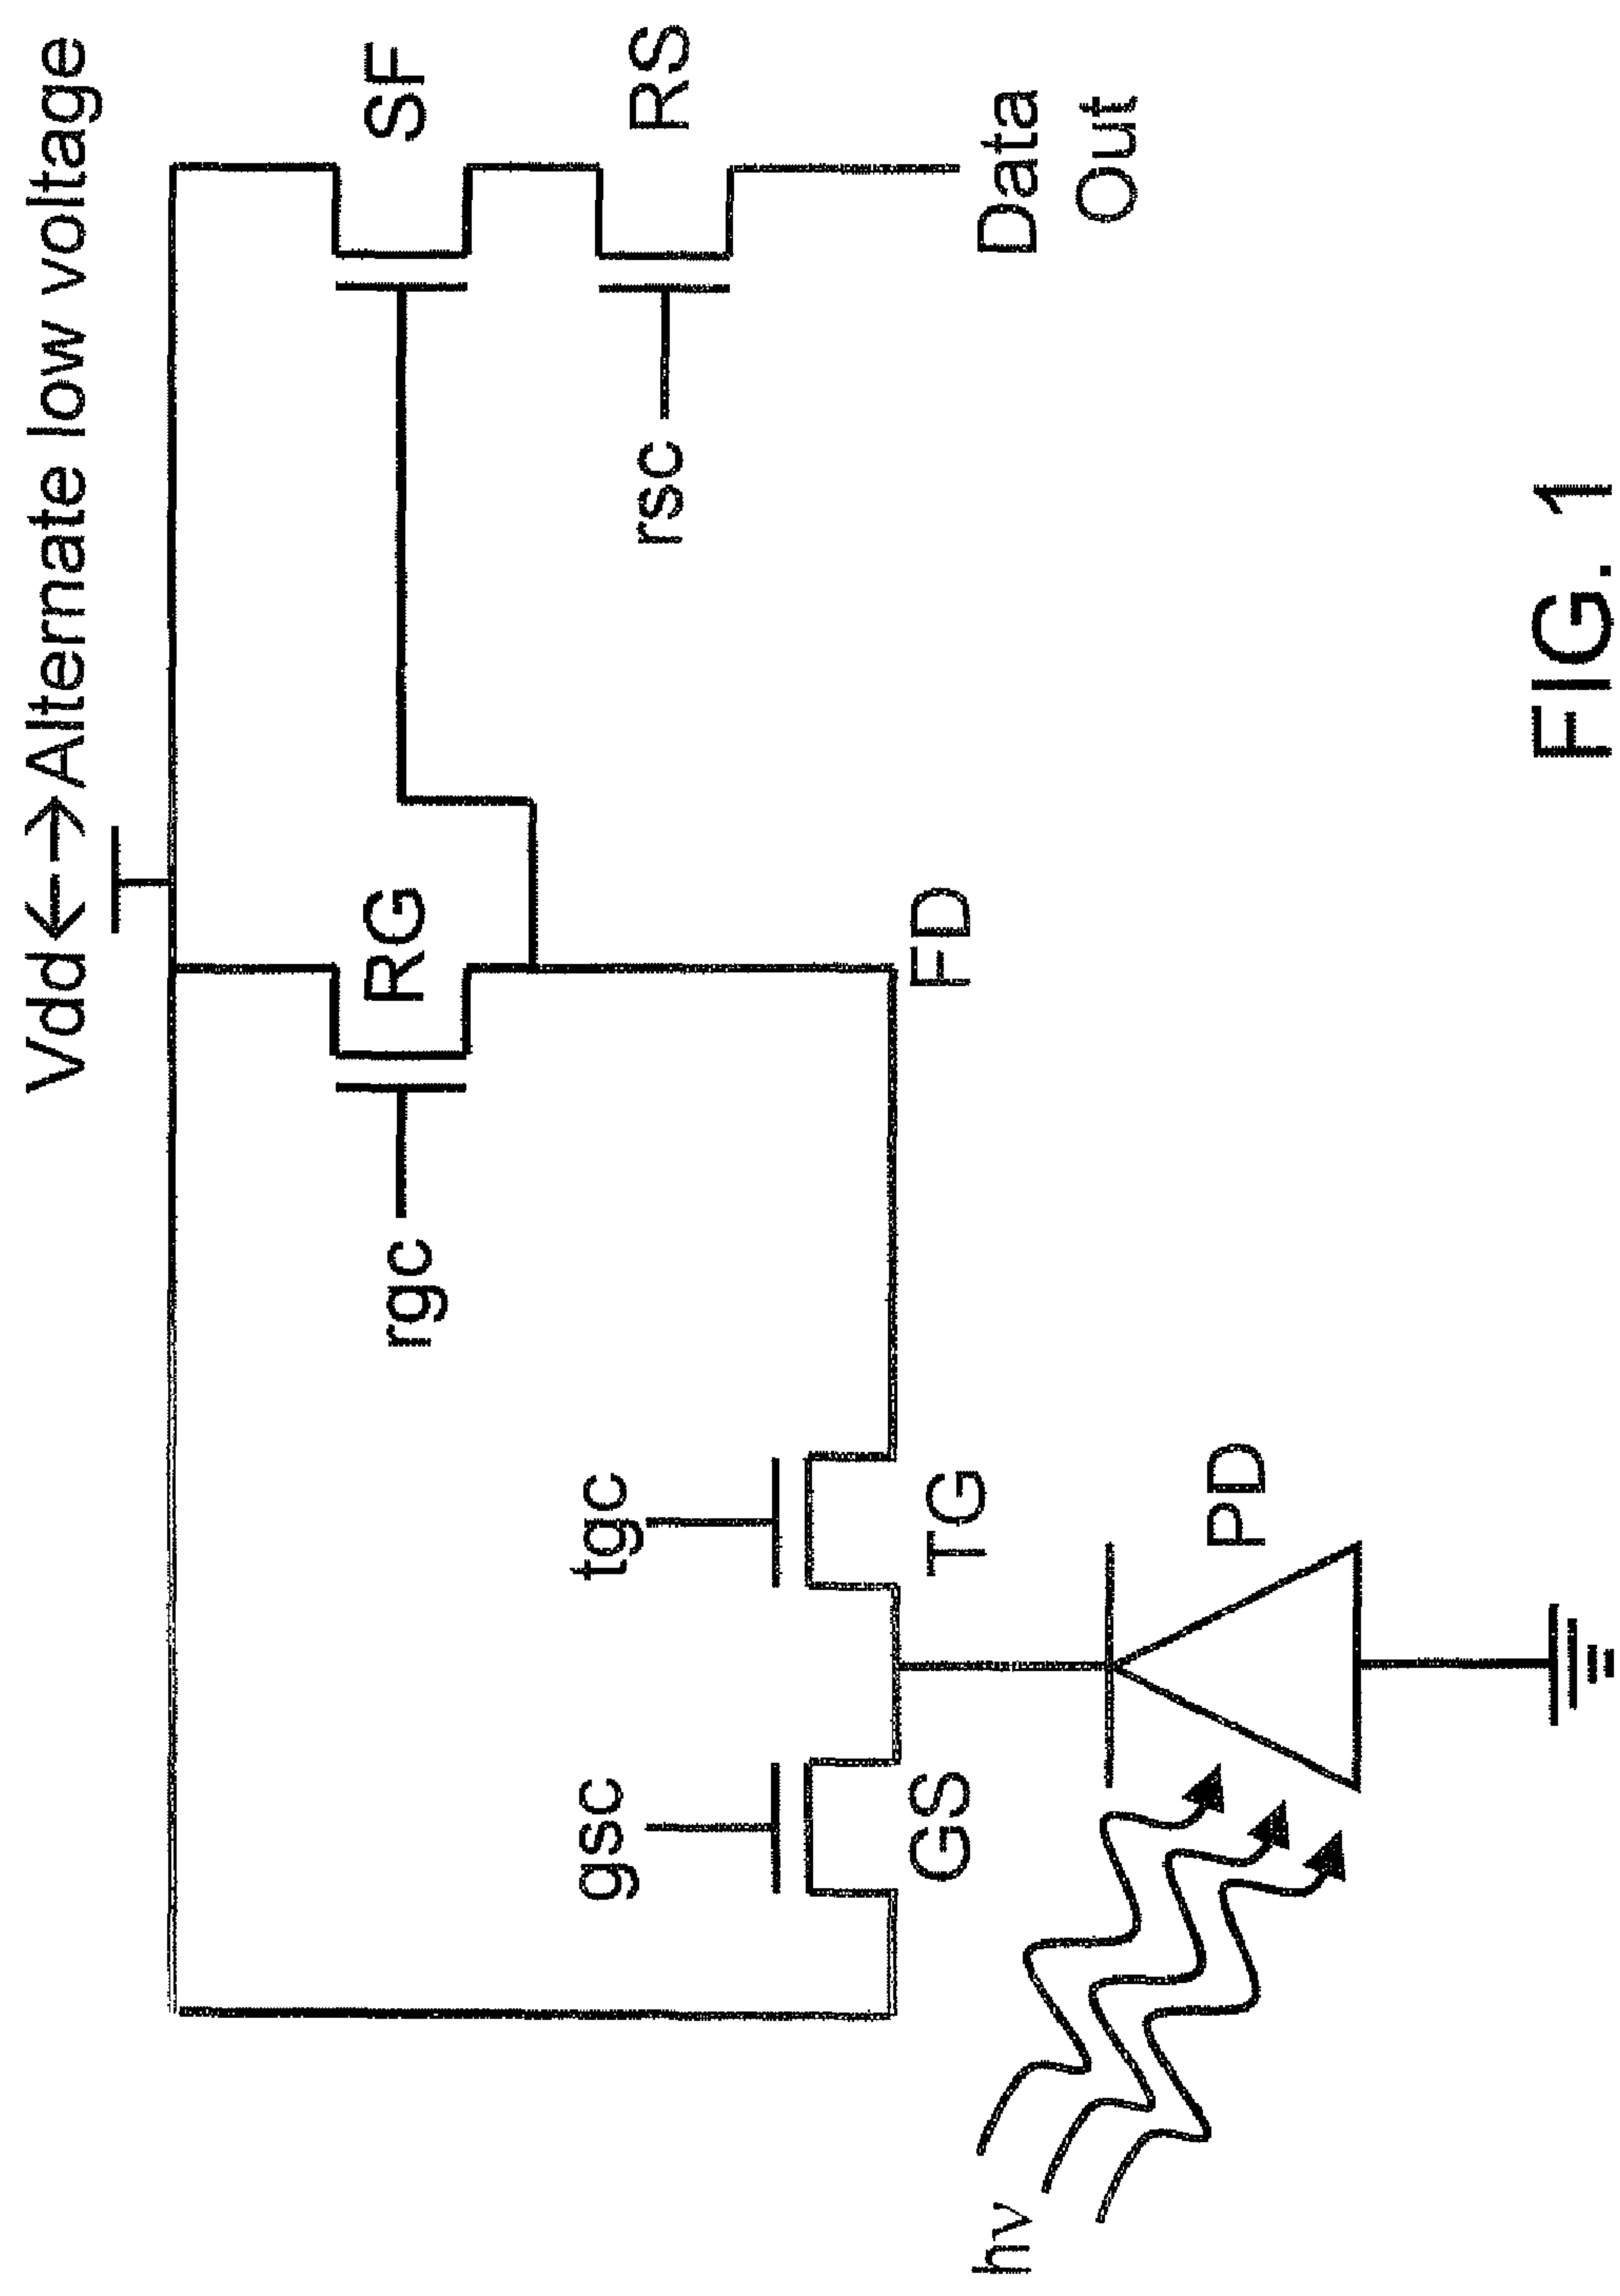 Vdd ↔ Alternate low voltage
rgc
RG
SF
gsc
tgc
rsc
RS
GS
TG
FD
Data
Out
hν
PD
FIG. 1